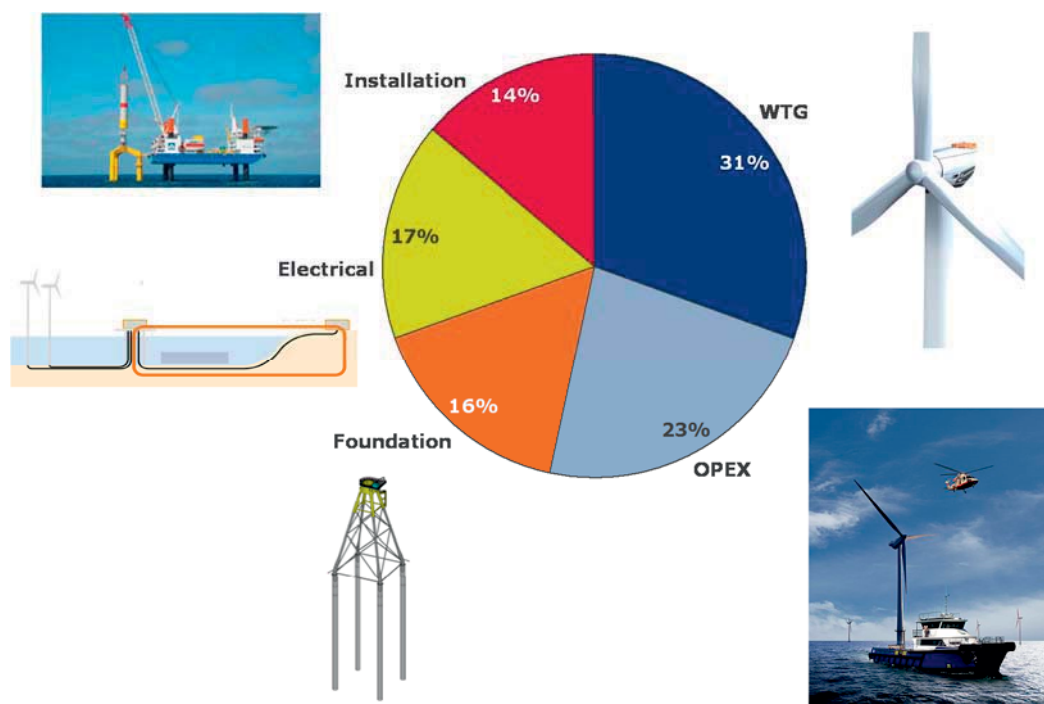 Installation
14%
WTG
31%
17%
Electrical
16%
Foundation
23%
OPEX